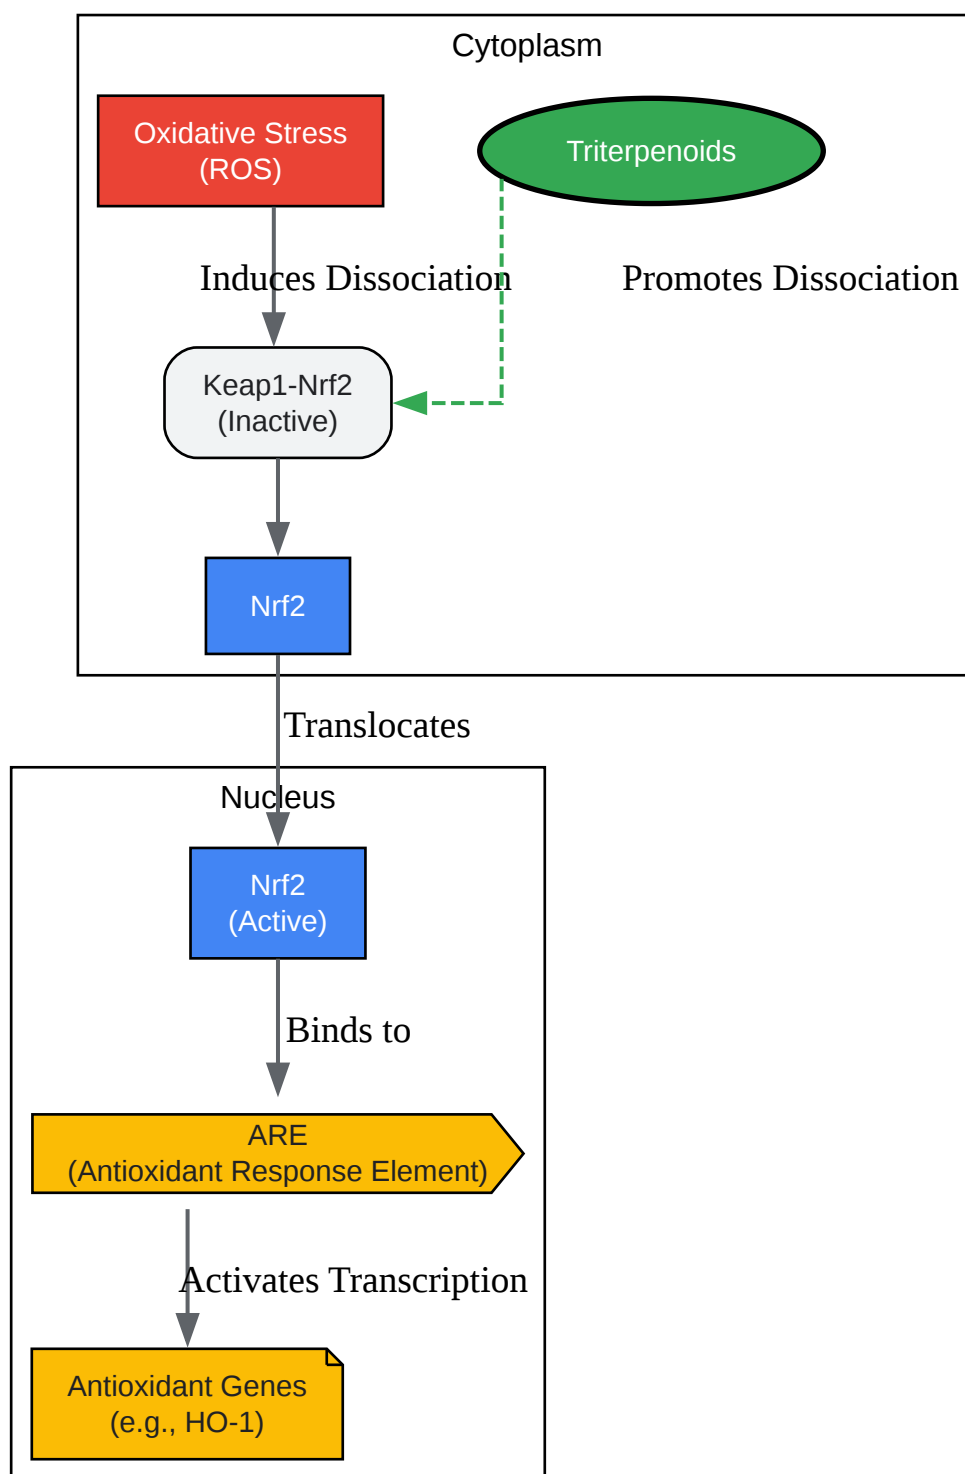 Cytoplasm
Oxidative Stress
(ROS)
Triterpenoids
Induces Dissociation
Promotes Dissociation
Keap1-Nrf2
(Inactive)
Nrf2
Translocates
Nucleus
Nrf2
(Active)
Binds to
ARE
(Antioxidant Response Element)
Activates Transcription
Antioxidant Genes
(e.g., HO-1)